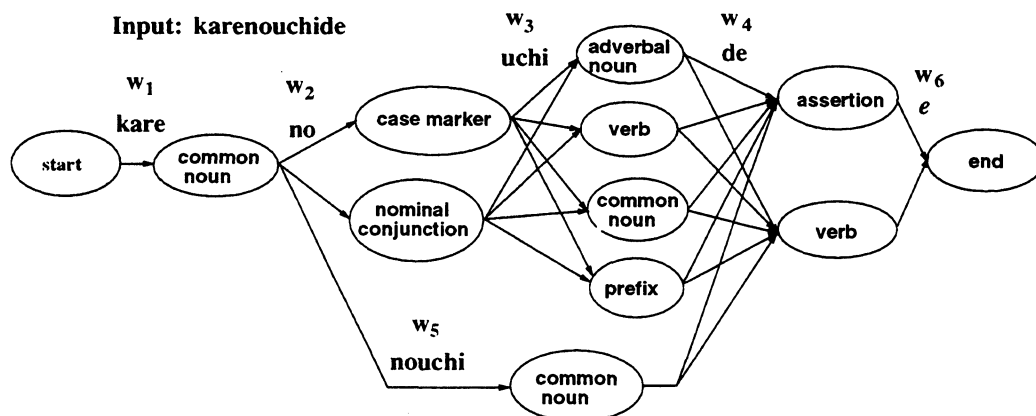 Input: karenouchide
w1
kare
start
common
noun
w2
no
case marker
nominal
conjunction
w3
uchi
adverbal
noun
verb
common
noun
prefix
w4
de
assertion
verb
w6
e
end
w5
nouchi
common
noun